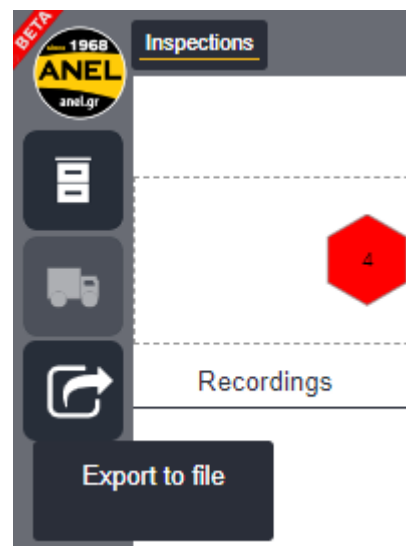 BETA
since 1968
ANEL
anel.gr
Inspections
4
Recordings
Export to file